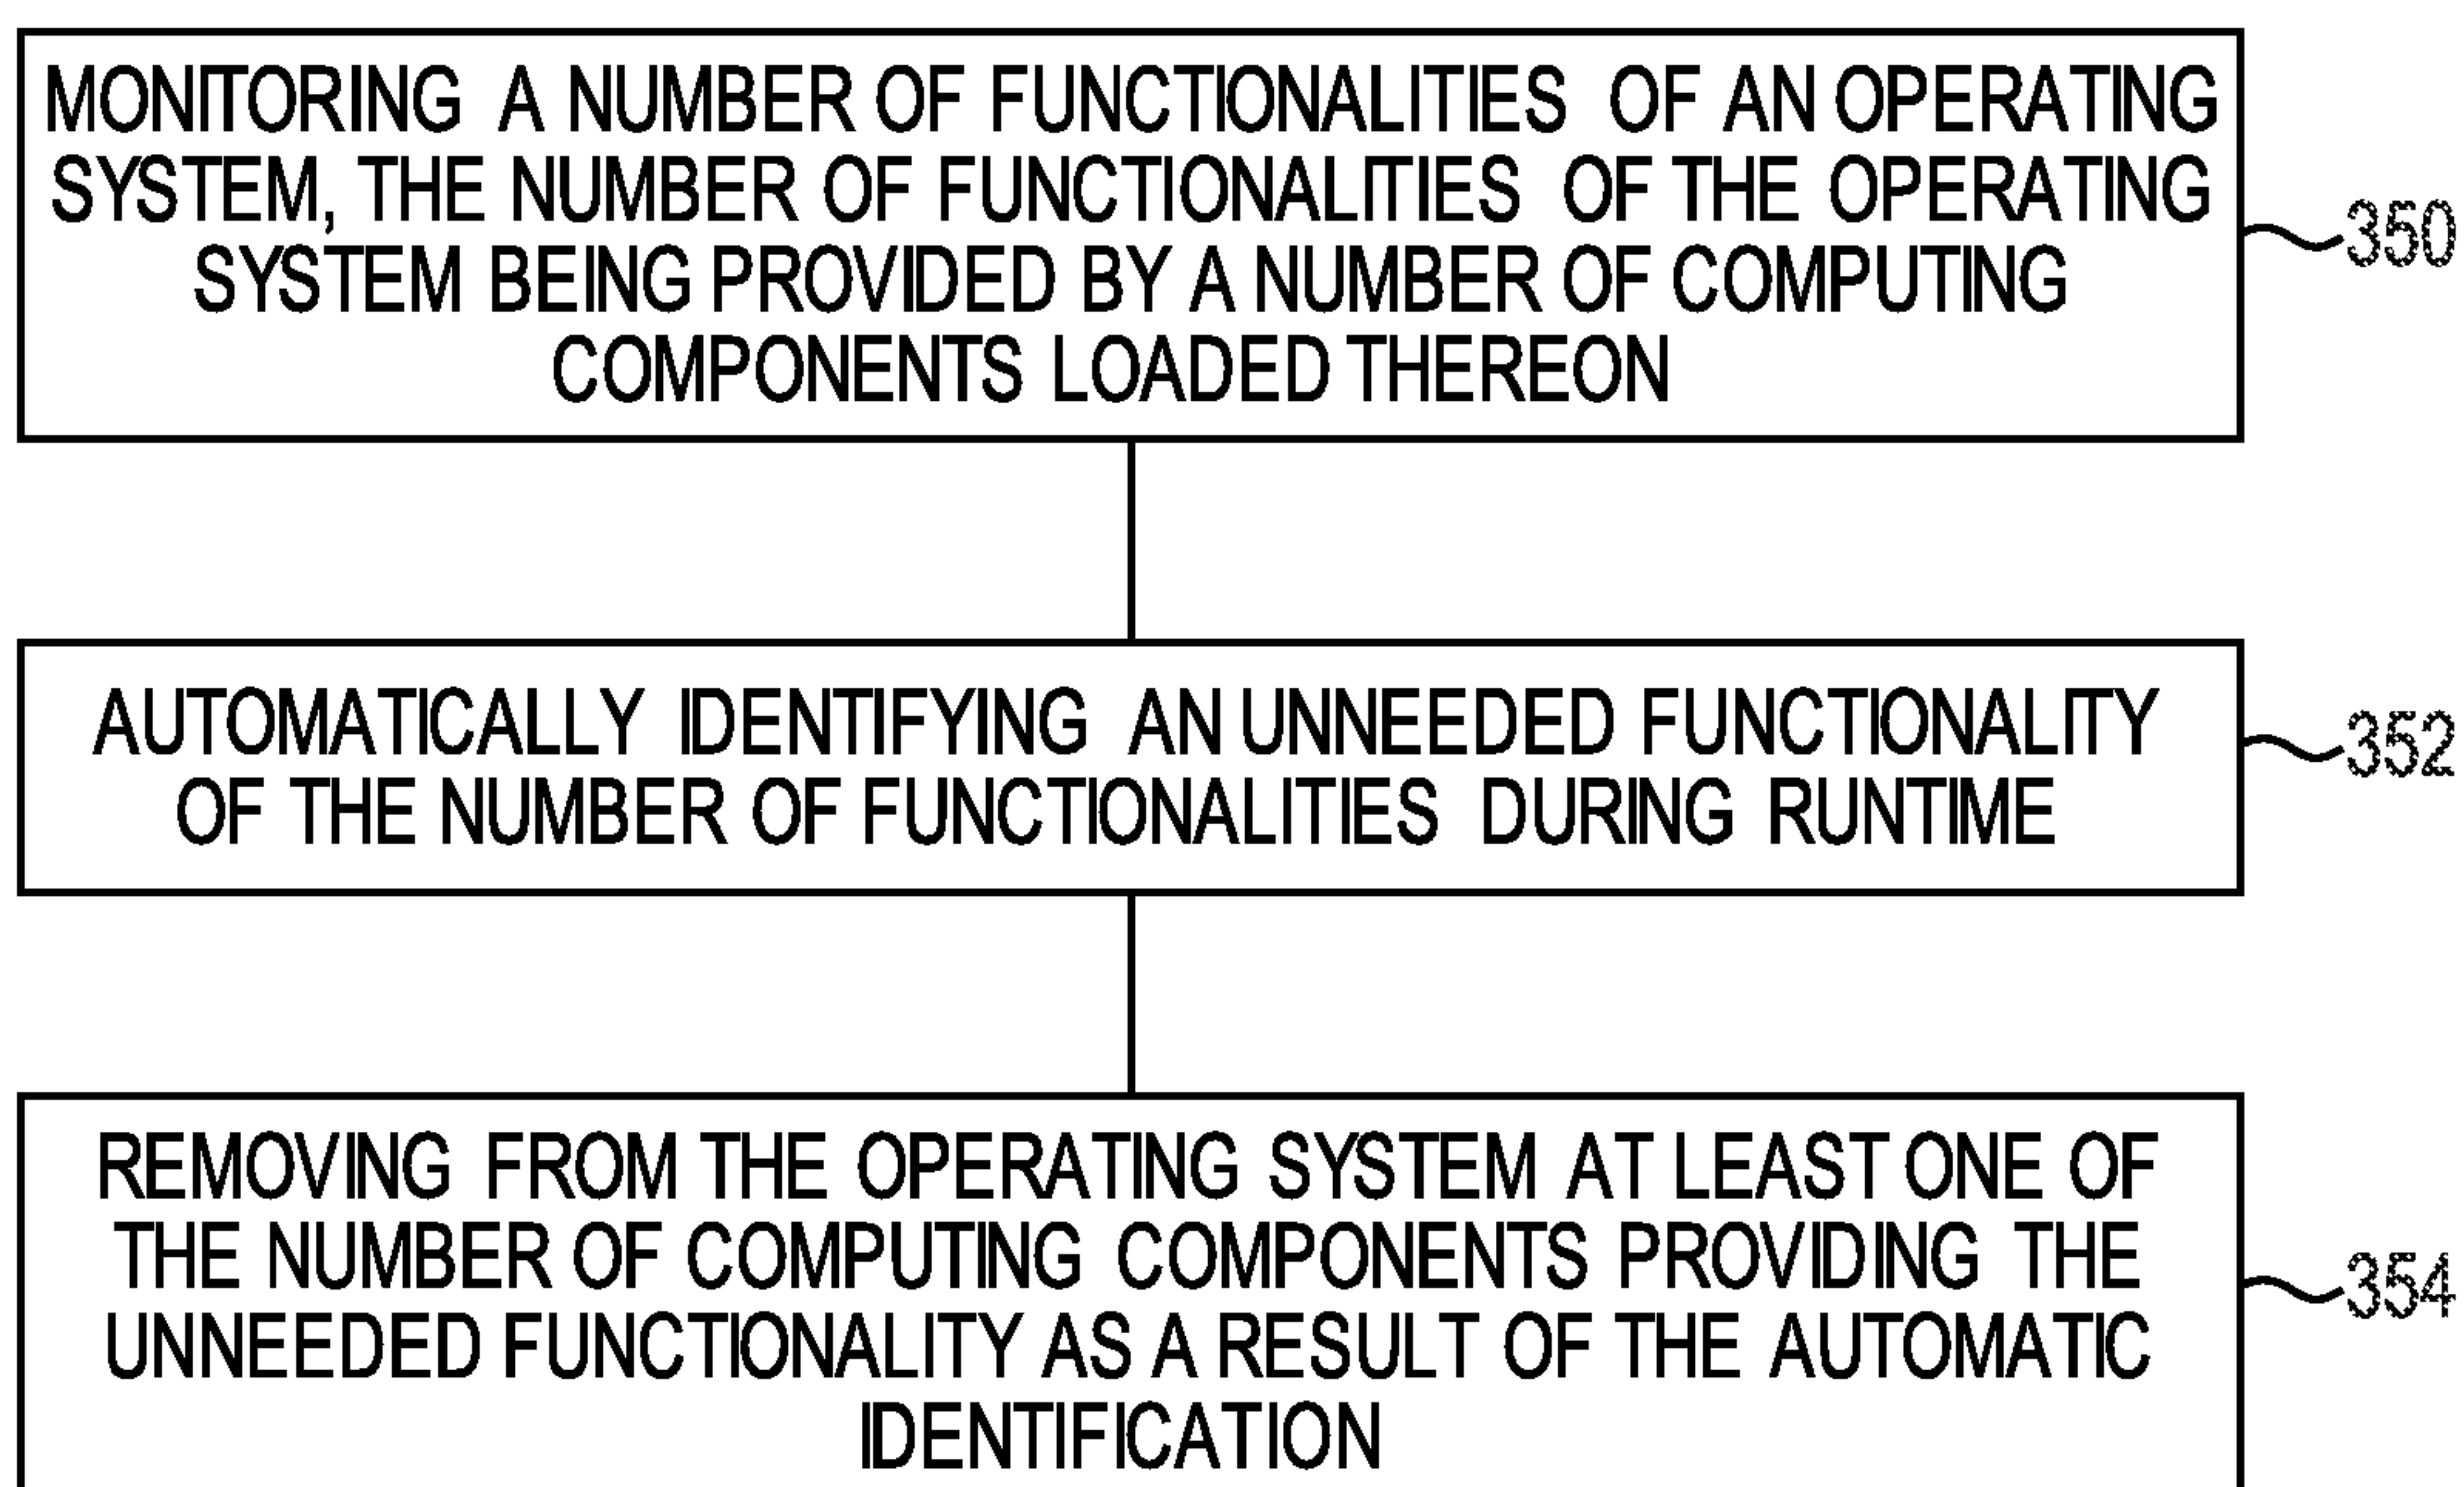 MONITORING A NUMBER OF FUNCTIONALITIES OF AN OPERATING
SYSTEM, THE NUMBER OF FUNCTIONALITIES OF THE OPERATING
SYSTEM BEING PROVIDED BY A NUMBER OF COMPUTING
COMPONENTS LOADED THEREON
350
AUTOMATICALLY IDENTIFYING AN UNNEEDED FUNCTIONALITY
OF THE NUMBER OF FUNCTIONALITIES DURING RUNTIME
352
REMOVING FROM THE OPERATING SYSTEM AT LEAST ONE OF
THE NUMBER OF COMPUTING COMPONENTS PROVIDING THE
UNNEEDED FUNCTIONALITY AS A RESULT OF THE AUTOMATIC
IDENTIFICATION
354